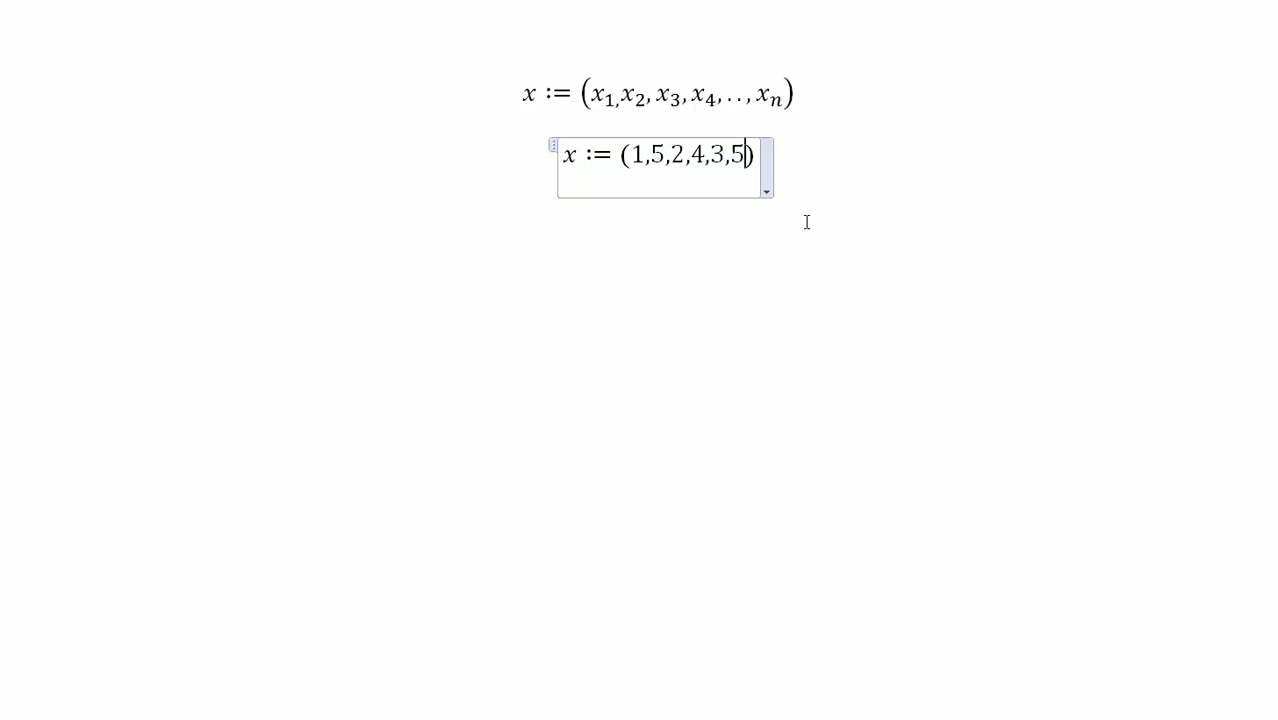 x := (x₁,x₂, x₃, x₄, . . , xₙ)
x := (1,5,2,4,3,5)